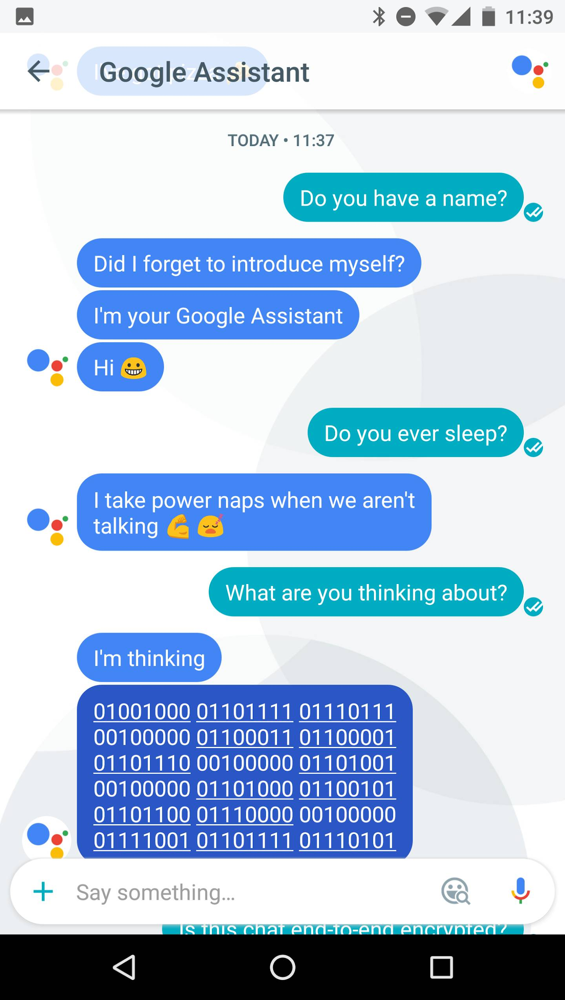 11:39
Google Assistant
TODAY • 11:37
Do you have a name?
Did I forget to introduce myself?
I'm your Google Assistant
Hi 😀
Do you ever sleep?
I take power naps when we aren't
talking 💪 😴
What are you thinking about?
I'm thinking
01001000 01101111 01110111
00100000 01100011 01100001
01101110 00100000 01101001
00100000 01101000 01100101
01101100 01110000 00100000
01111001 01101111 01110101
Say something...
Is this chat end-to-end encrypted?